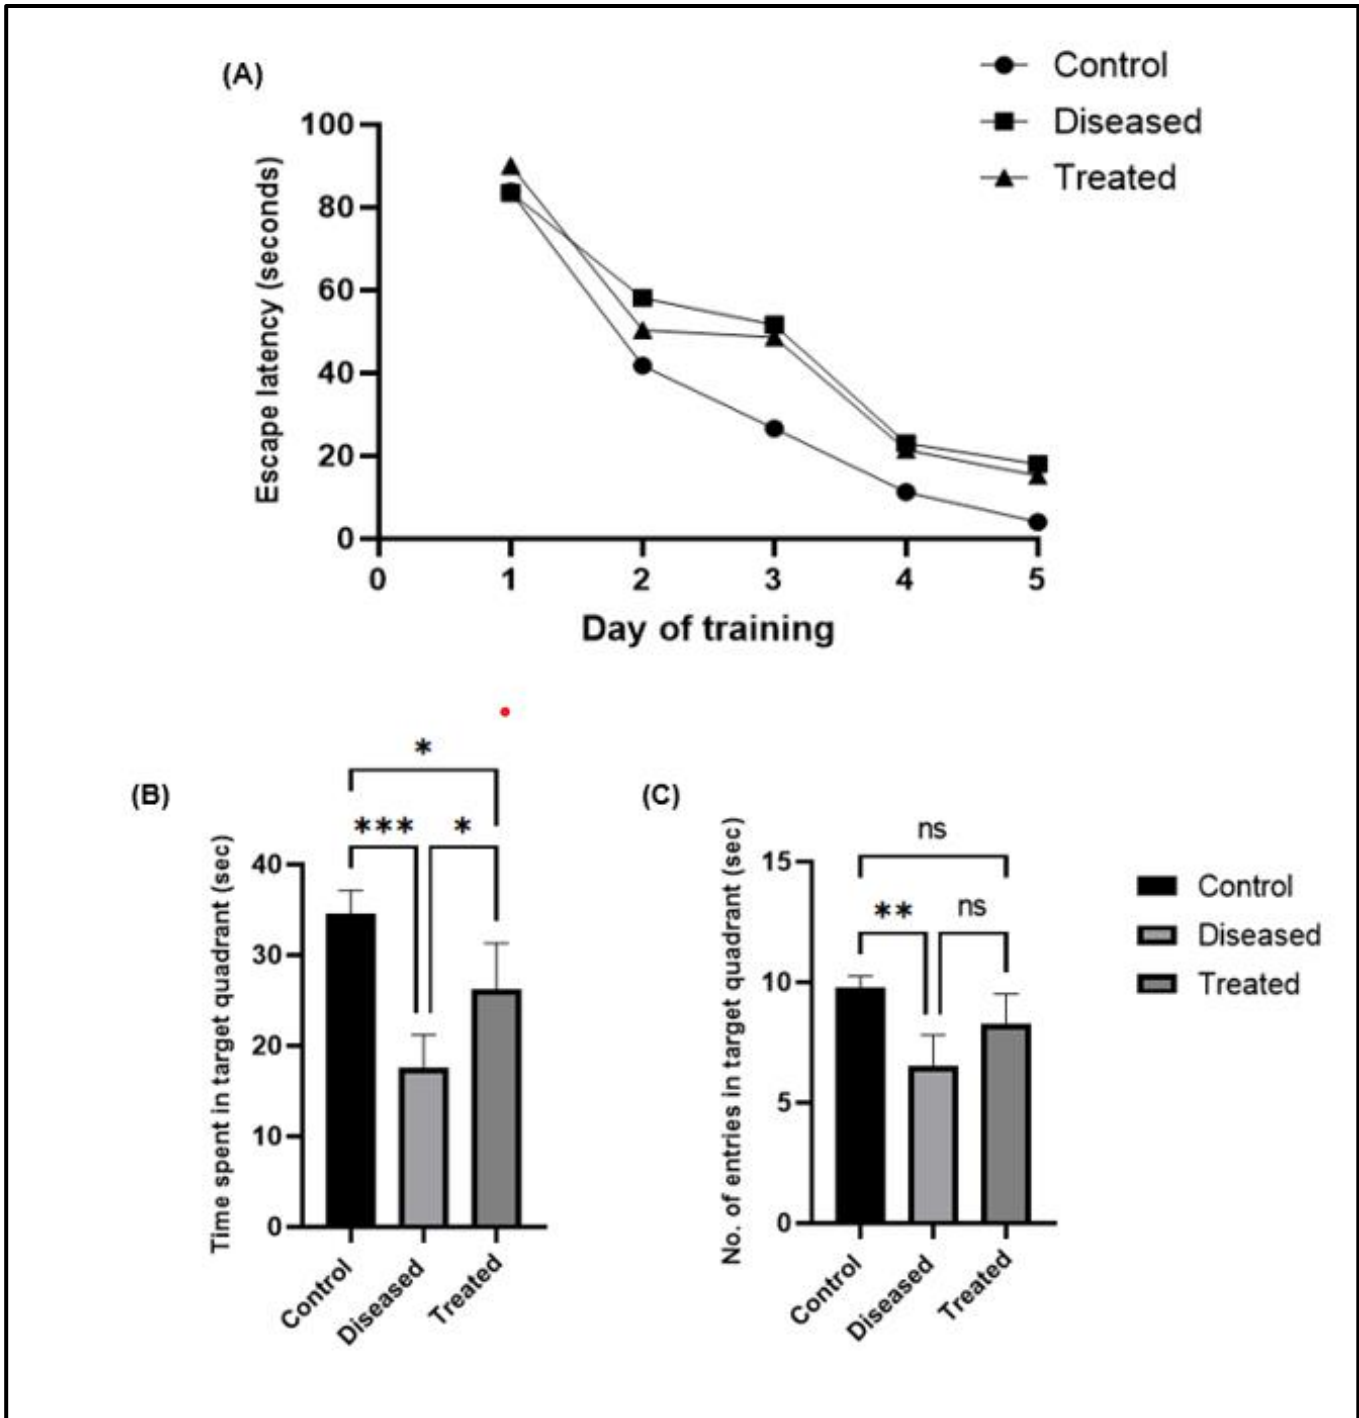 (A)
Control
Diseased
Treated
Escape latency (seconds)
100
80
60
40
20
0
0 1 2 3 4 5
Day of training
(B)
*
*** *
Time spent in target quadrant (sec)
40
30
20
10
0
Control Diseased Treated
(C)
ns
** ns
No. of entries in target quadrant (sec)
15
10
5
0
Control Diseased Treated
Control
Diseased
Treated